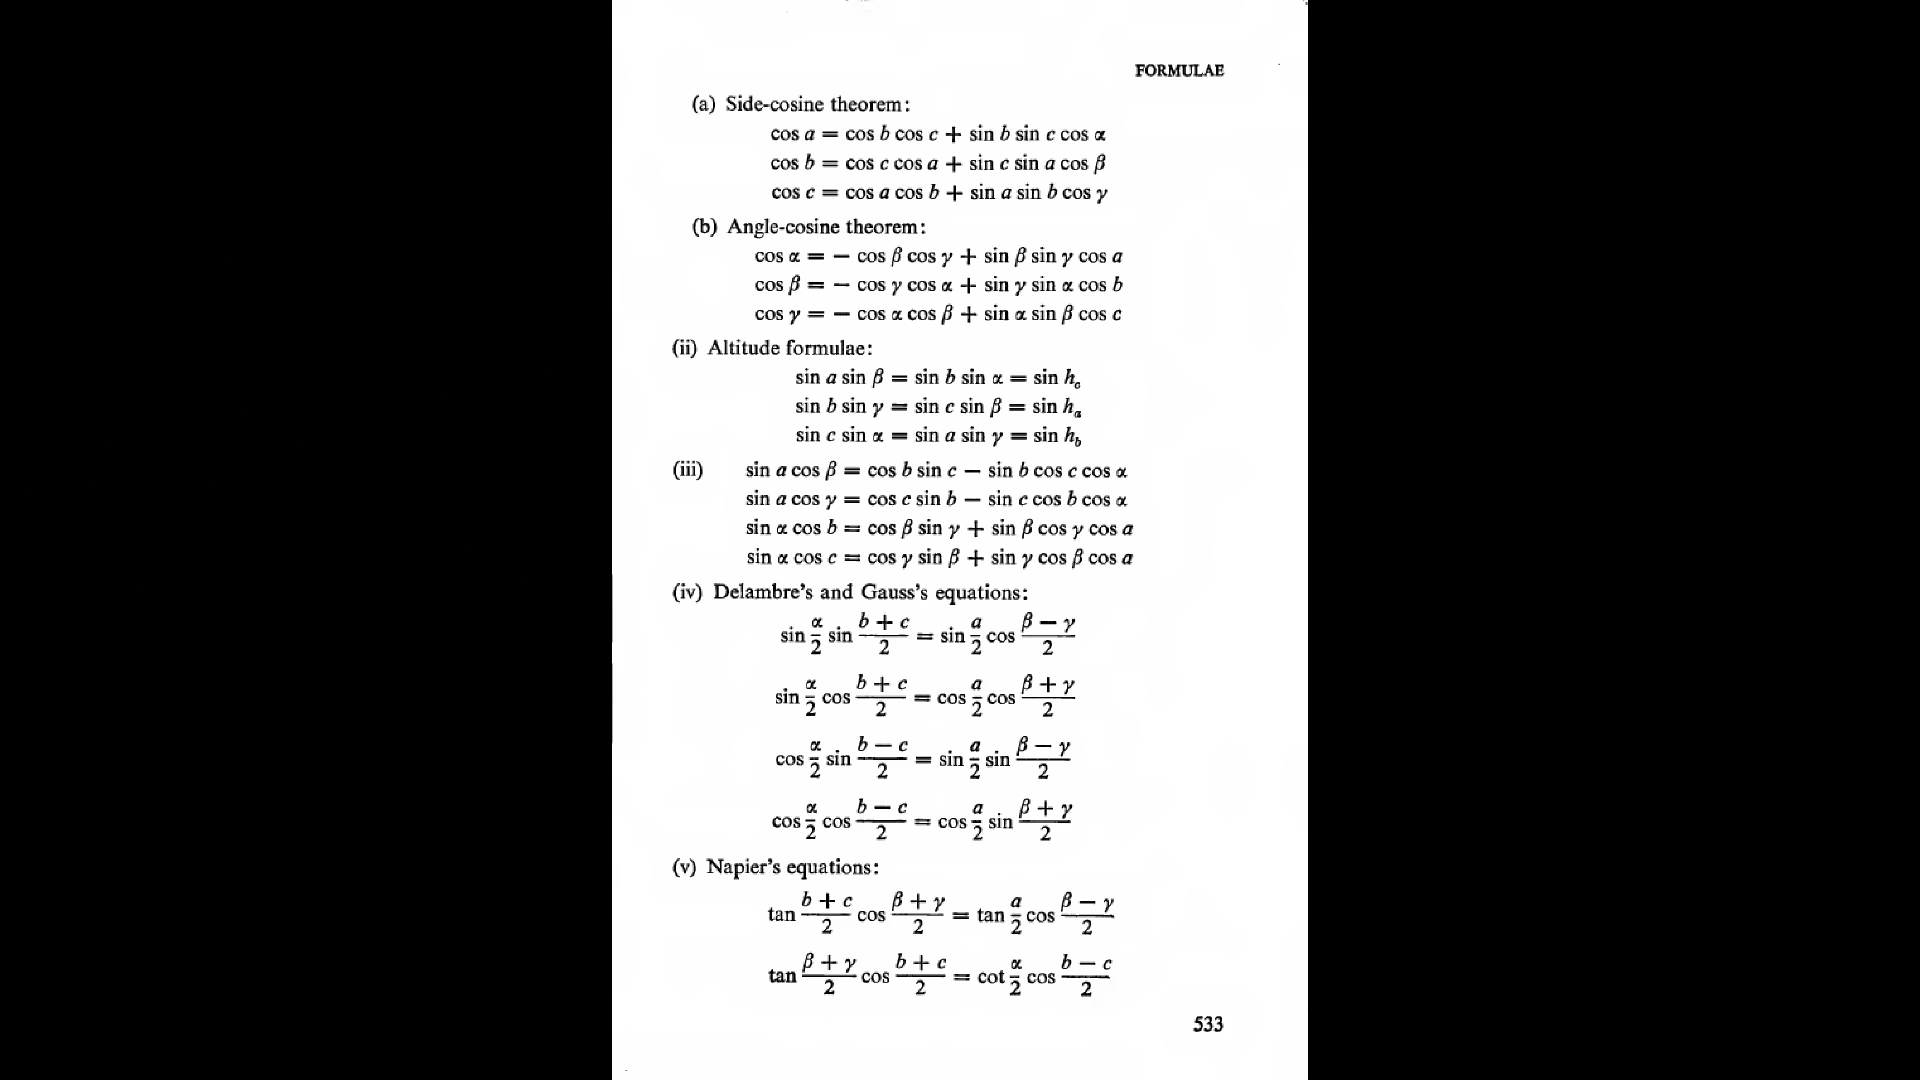 FORMULAE
(a) Side-cosine theorem:
cos a = cos b cos c + sin b sin c cos α
cos b = cos c cos a + sin c sin a cos β
cos c = cos a cos b + sin a sin b cos γ
(b) Angle-cosine theorem:
cos α = − cos β cos γ + sin β sin γ cos a
cos β = − cos γ cos α + sin γ sin α cos b
cos γ = − cos α cos β + sin α sin β cos c
(ii) Altitude formulae:
sin a sin β = sin b sin α = sin h_c
sin b sin γ = sin c sin β = sin h_a
sin c sin α = sin a sin γ = sin h_b
(iii) sin a cos β = cos b sin c − sin b cos c cos α
sin a cos γ = cos c sin b − sin c cos b cos α
sin α cos b = cos β sin γ + sin β cos γ cos a
sin α cos c = cos γ sin β + sin γ cos β cos a
(iv) Delambre's and Gauss's equations:
sin α/2 sin (b + c)/2 = sin a/2 cos (β − γ)/2
sin α/2 cos (b + c)/2 = cos a/2 cos (β + γ)/2
cos α/2 sin (b − c)/2 = sin a/2 sin (β − γ)/2
cos α/2 cos (b − c)/2 = cos a/2 sin (β + γ)/2
(v) Napier's equations:
tan (b + c)/2 cos (β + γ)/2 = tan a/2 cos (β − γ)/2
tan (β + γ)/2 cos (b + c)/2 = cot α/2 cos (b − c)/2
533